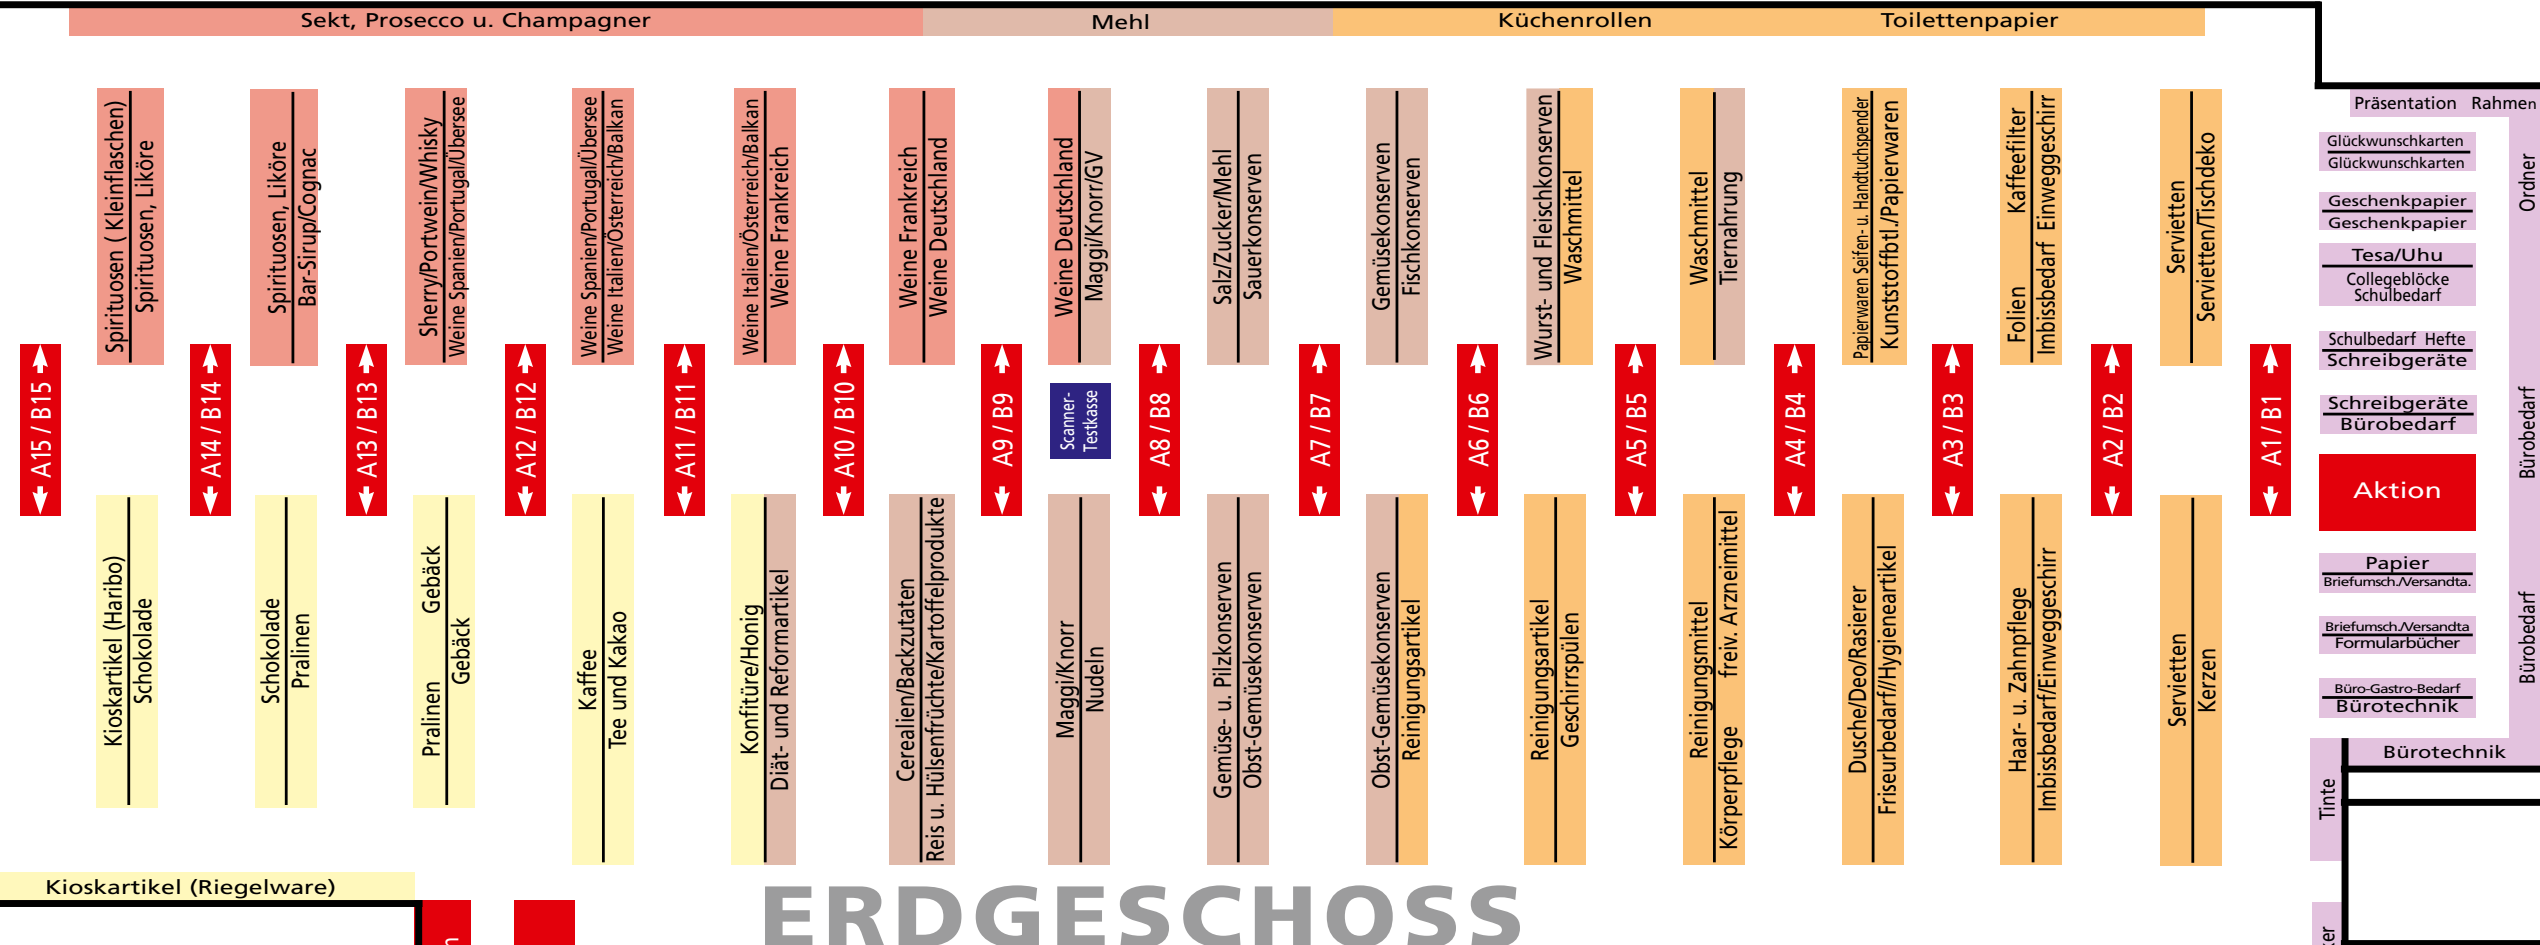 Sekt, Prosecco u. Champagner
Mehl
Küchenrollen
Toilettenpapier
Spirituosen ( Kleinflaschen)
Spirituosen, Liköre
Spirituosen, Liköre
Bar-Sirup/Cognac
Sherry/Portwein/Whisky
Weine Spanien/Portugal/Übersee
Weine Spanien/Portugal/Übersee
Weine Italien/Österreich/Balkan
Weine Italien/Österreich/Balkan
Weine Frankreich
Weine Frankreich
Weine Deutschland
Weine Deutschland
Maggi/Knorr/GV
Salz/Zucker/Mehl
Sauerkonserven
Gemüsekonserven
Fischkonserven
Wurst- und Fleischkonserven
Waschmittel
Waschmittel
Tiernahrung
Papierwaren Seifen- u. Handtuchspender
Kunststoffbtl./Papierwaren
Folien Kaffeefilter
Imbissbedarf Einweggeschirr
Servietten
Servietten/Tischdeko
A15 / B15
A14 / B14
A13 / B13
A12 / B12
A11 / B11
A10 / B10
A9 / B9
Scanner-
Testkasse
A8 / B8
A7 / B7
A6 / B6
A5 / B5
A4 / B4
A3 / B3
A2 / B2
A1 / B1
Kioskartikel (Haribo)
Schokolade
Schokolade
Pralinen
Pralinen Gebäck
Gebäck
Kaffee
Tee und Kakao
Konfitüre/Honig
Diät- und Reformartikel
Cerealien/Backzutaten
Reis u. Hülsenfrüchte/Kartoffelprodukte
Maggi/Knorr
Nudeln
Gemüse- u. Pilzkonserven
Obst-Gemüsekonserven
Obst-Gemüsekonserven
Reinigungsartikel
Reinigungsartikel
Geschirrspülen
Reinigungsmittel
Körperpflege freiv. Arzneimittel
Dusche/Deo/Rasierer
Friseurbedarf//Hygieneartikel
Haar- u. Zahnpflege
Imbissbedarf/Einweggeschirr
Servietten
Kerzen
Präsentation Rahmen
Glückwunschkarten
Glückwunschkarten
Geschenkpapier
Geschenkpapier
Tesa/Uhu
Collegeblöcke
Schulbedarf
Schulbedarf Hefte
Schreibgeräte
Schreibgeräte
Bürobedarf
Aktion
Papier
Briefumsch./Versandta.
Briefumsch./Versandta
Formularbücher
Büro-Gastro-Bedarf
Bürotechnik
Ordner
Bürobedarf
Bürobedarf
Bürotechnik
Tinte
Kioskartikel (Riegelware)
ERDGESCHOSS